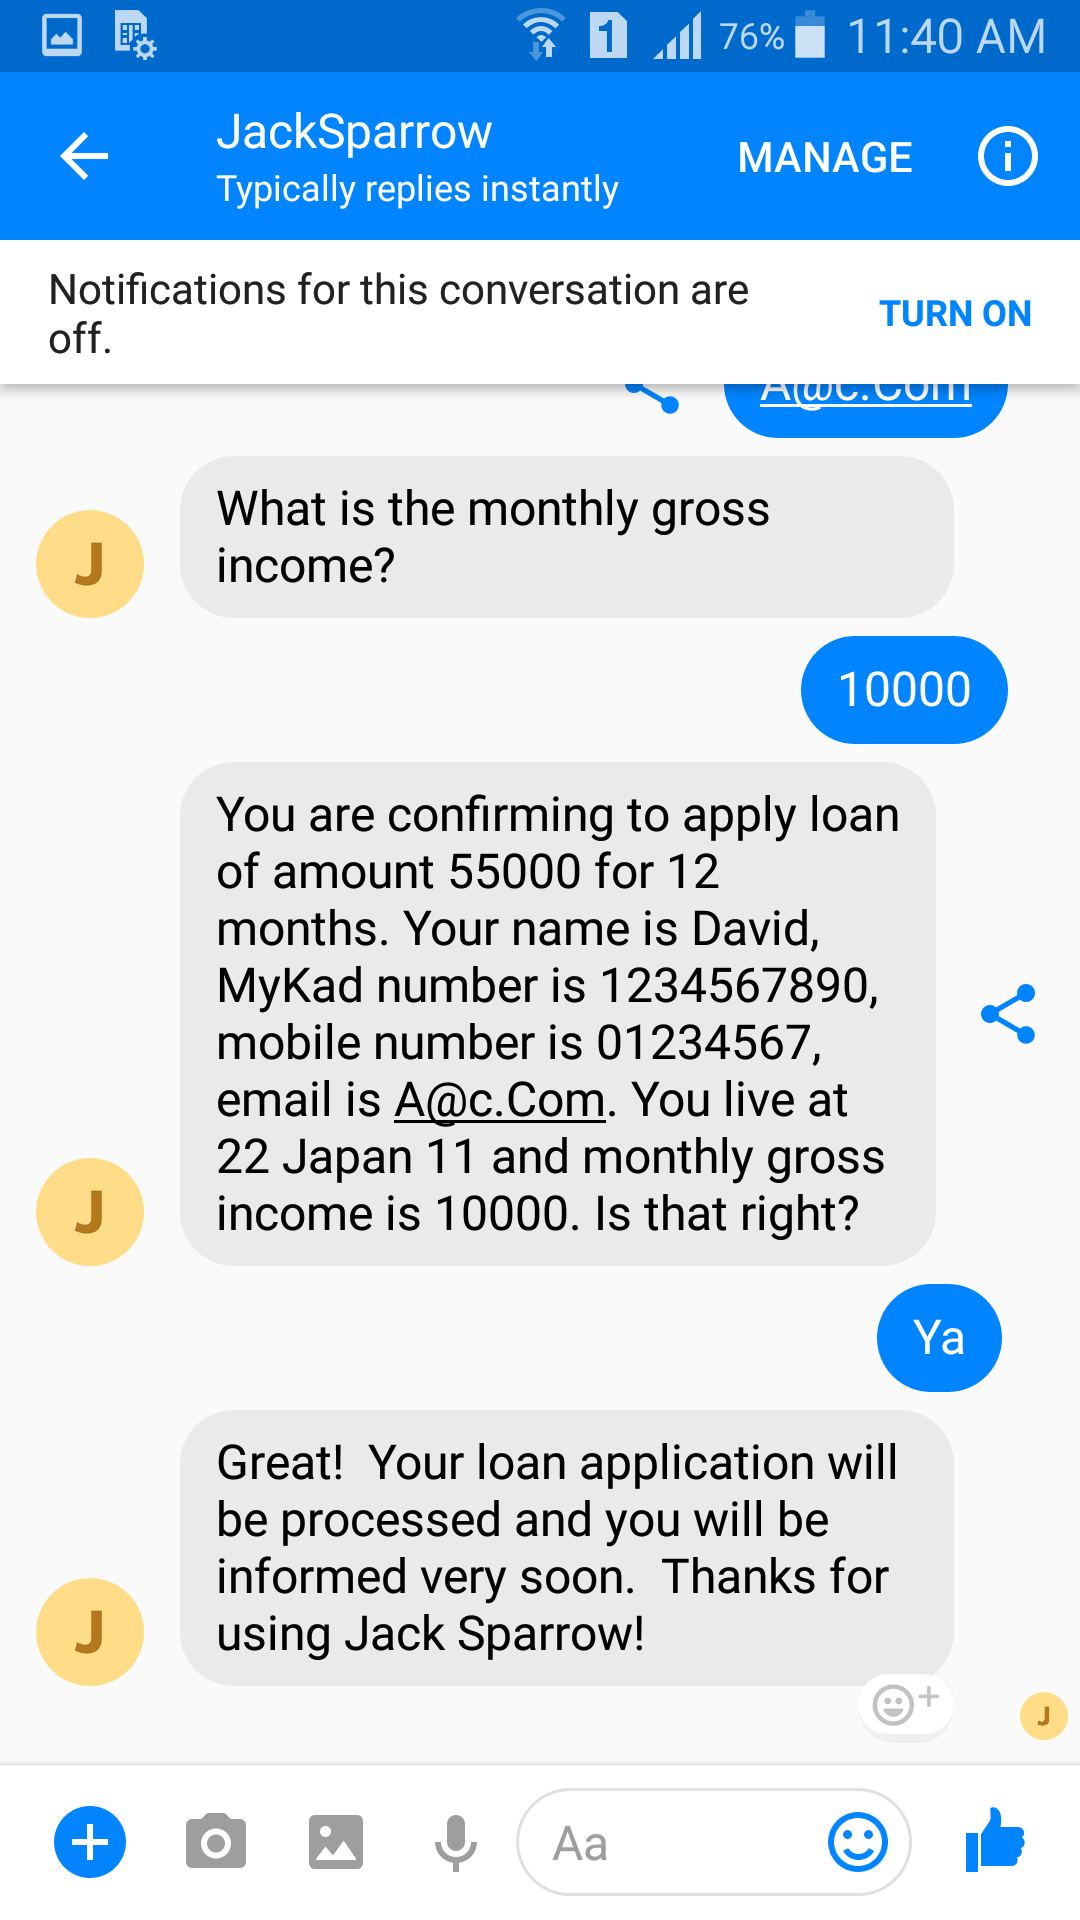 1 76% 11:40 AM
JackSparrow
Typically replies instantly
MANAGE
Notifications for this conversation are
off.
TURN ON
A@c.Com
What is the monthly gross
income?
J
10000
You are confirming to apply loan
of amount 55000 for 12
months. Your name is David,
MyKad number is 1234567890,
mobile number is 01234567,
email is A@c.Com. You live at
22 Japan 11 and monthly gross
income is 10000. Is that right?
J
Ya
Great!  Your loan application will
be processed and you will be
informed very soon.  Thanks for
using Jack Sparrow!
J
J
Aa